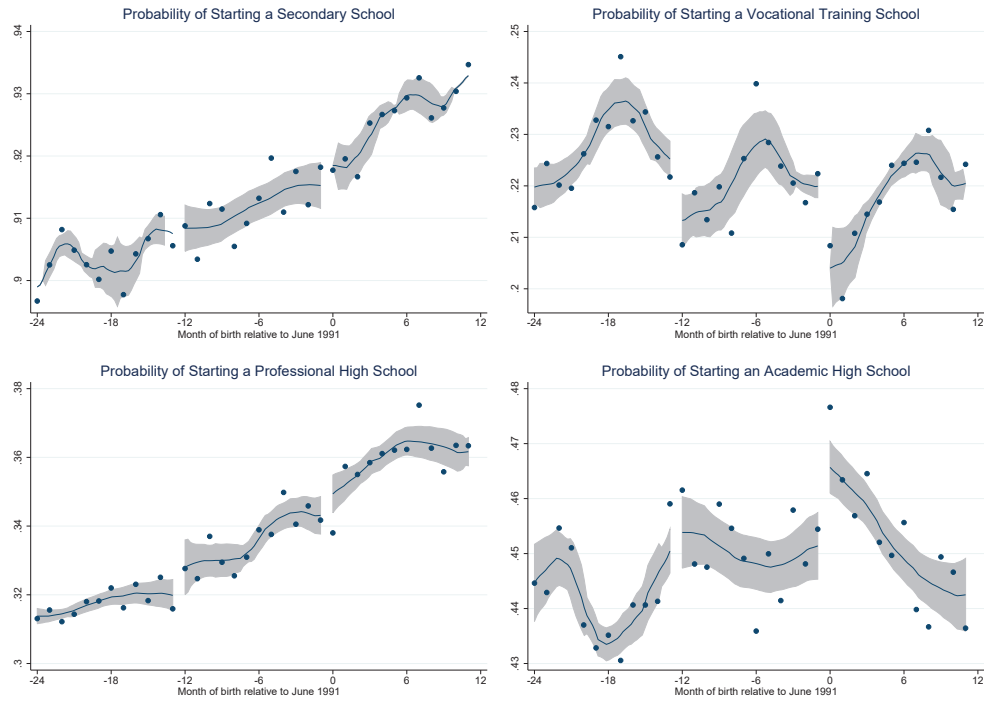 Probability of Starting a Secondary School
.94
.93
.92
.91
.9
-24 -18 -12 -6 0 6 12
Month of birth relative to June 1991
Probability of Starting a Vocational Training School
.25
.24
.23
.22
.21
.2
-24 -18 -12 -6 0 6 12
Month of birth relative to June 1991
Probability of Starting a Professional High School
.38
.36
.34
.32
.3
-24 -18 -12 -6 0 6 12
Month of birth relative to June 1991
Probability of Starting an Academic High School
.48
.47
.46
.45
.44
.43
-24 -18 -12 -6 0 6 12
Month of birth relative to June 1991